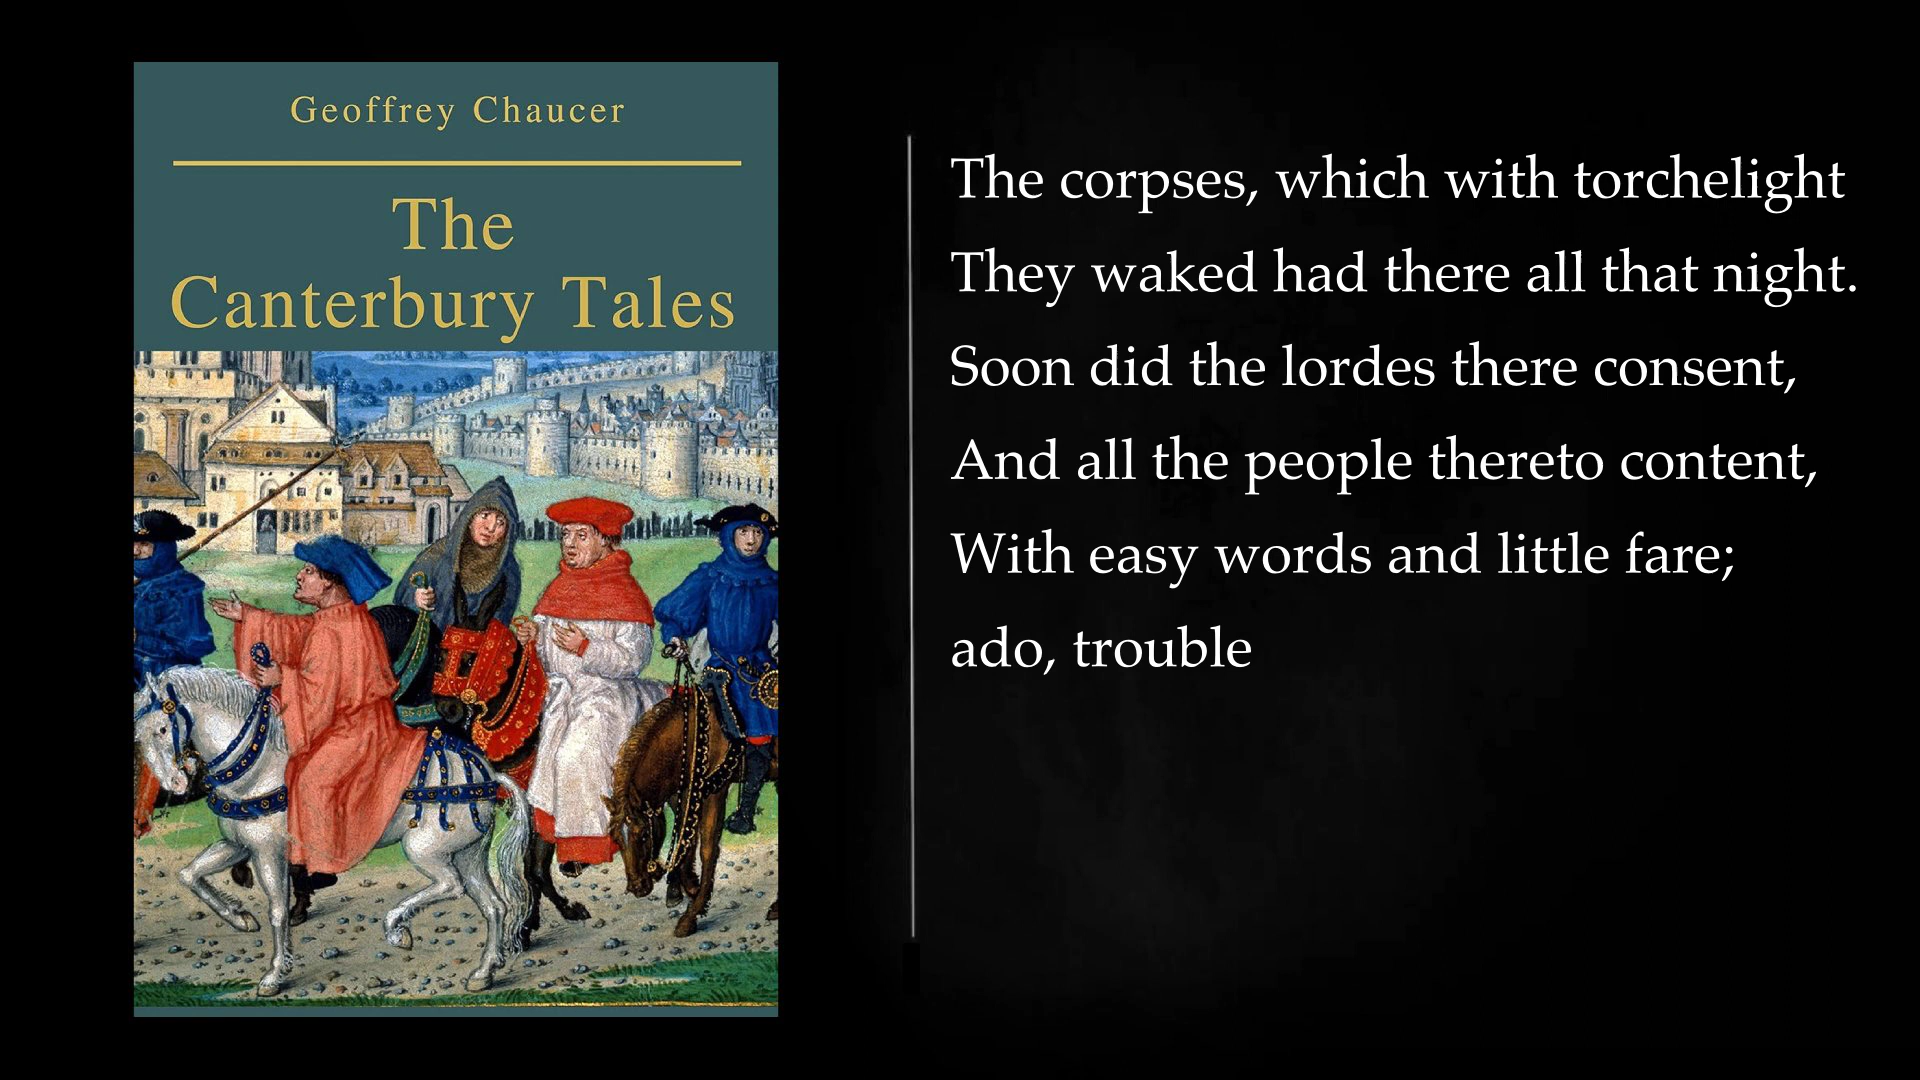 Geoffrey Chaucer
The
Canterbury Tales
The corpses, which with torchelight
They waked had there all that night.
Soon did the lordes there consent,
And all the people thereto content,
With easy words and little fare;
ado, trouble